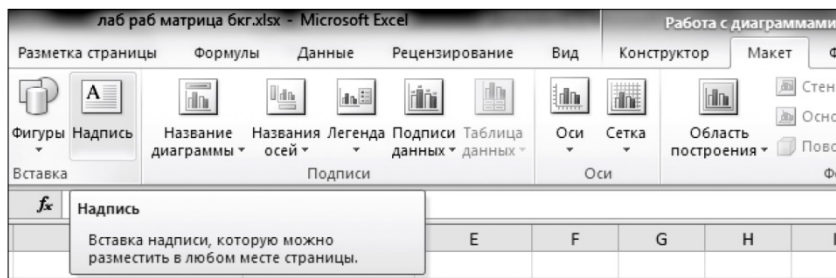 лаб раб матрица бкг.xlsx - Microsoft Excel
Работа с диаграммами
Разметка страницы Формулы Данные Рецензирование Вид Конструктор Макет
Фигуры Надпись Название диаграммы Названия осей Легенда Подписи данных Таблица данных Оси Сетка Область построения
Вставка Подписи Оси
fx
Надпись
Вставка надписи, которую можно
разместить в любом месте страницы.
E F G H